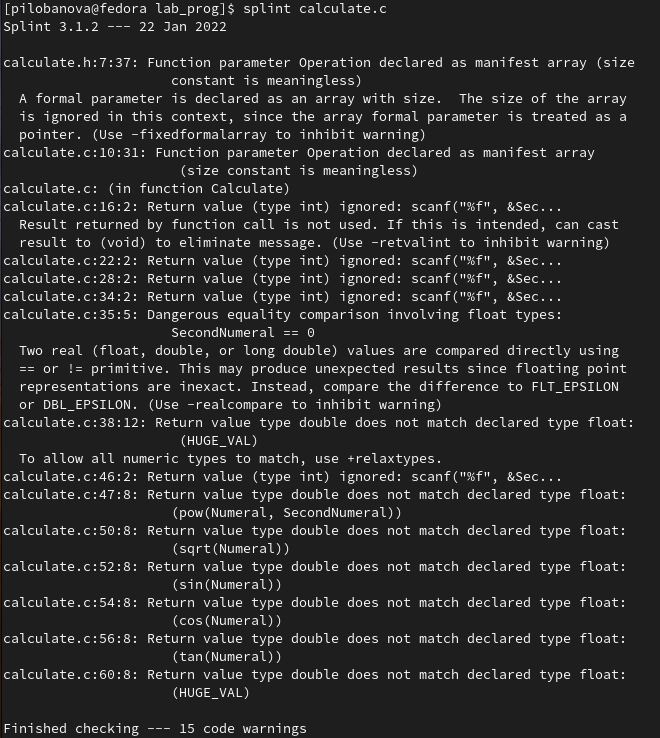 [pilobanova@fedora lab_prog]$ splint calculate.c
Splint 3.1.2 --- 22 Jan 2022

calculate.h:7:37: Function parameter Operation declared as manifest array (size
                     constant is meaningless)
  A formal parameter is declared as an array with size.  The size of the array
  is ignored in this context, since the array formal parameter is treated as a
  pointer. (Use -fixedformalarray to inhibit warning)
calculate.c:10:31: Function parameter Operation declared as manifest array
                      (size constant is meaningless)
calculate.c: (in function Calculate)
calculate.c:16:2: Return value (type int) ignored: scanf("%f", &Sec...
  Result returned by function call is not used. If this is intended, can cast
  result to (void) to eliminate message. (Use -retvalint to inhibit warning)
calculate.c:22:2: Return value (type int) ignored: scanf("%f", &Sec...
calculate.c:28:2: Return value (type int) ignored: scanf("%f", &Sec...
calculate.c:34:2: Return value (type int) ignored: scanf("%f", &Sec...
calculate.c:35:5: Dangerous equality comparison involving float types:
                     SecondNumeral == 0
  Two real (float, double, or long double) values are compared directly using
  == or != primitive. This may produce unexpected results since floating point
  representations are inexact. Instead, compare the difference to FLT_EPSILON
  or DBL_EPSILON. (Use -realcompare to inhibit warning)
calculate.c:38:12: Return value type double does not match declared type float:
                      (HUGE_VAL)
  To allow all numeric types to match, use +relaxtypes.
calculate.c:46:2: Return value (type int) ignored: scanf("%f", &Sec...
calculate.c:47:8: Return value type double does not match declared type float:
                     (pow(Numeral, SecondNumeral))
calculate.c:50:8: Return value type double does not match declared type float:
                     (sqrt(Numeral))
calculate.c:52:8: Return value type double does not match declared type float:
                     (sin(Numeral))
calculate.c:54:8: Return value type double does not match declared type float:
                     (cos(Numeral))
calculate.c:56:8: Return value type double does not match declared type float:
                     (tan(Numeral))
calculate.c:60:8: Return value type double does not match declared type float:
                     (HUGE_VAL)

Finished checking --- 15 code warnings